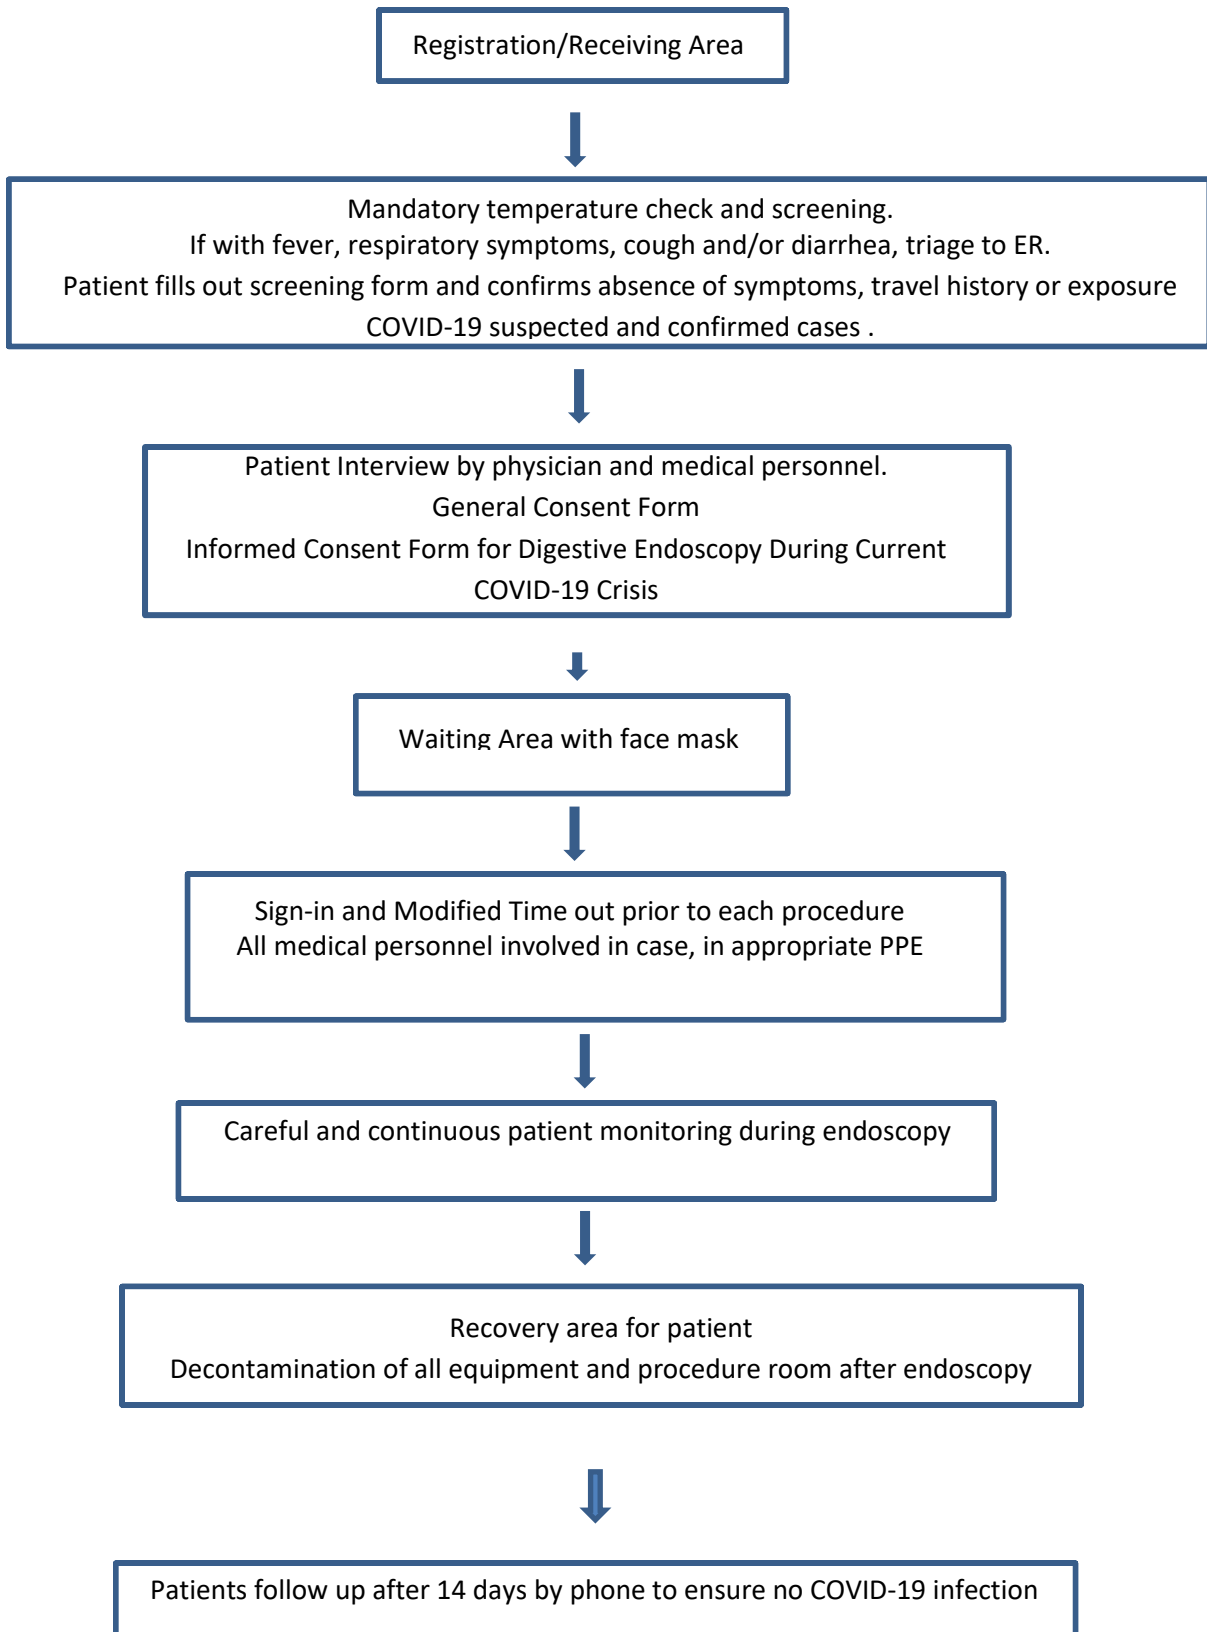 Registration/Receiving Area
Mandatory temperature check and screening.
If with fever, respiratory symptoms, cough and/or diarrhea, triage to ER.
Patient fills out screening form and confirms absence of symptoms, travel history or exposure
COVID-19 suspected and confirmed cases .
Patient Interview by physician and medical personnel.
General Consent Form
Informed Consent Form for Digestive Endoscopy During Current
COVID-19 Crisis
Waiting Area with face mask
Sign-in and Modified Time out prior to each procedure
All medical personnel involved in case, in appropriate PPE
Careful and continuous patient monitoring during endoscopy
Recovery area for patient
Decontamination of all equipment and procedure room after endoscopy
Patients follow up after 14 days by phone to ensure no COVID-19 infection